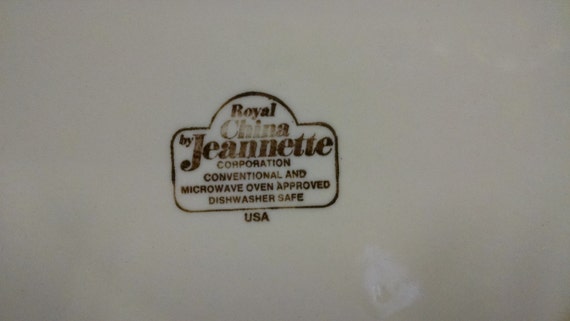 Royal
China
by Jeannette
CORPORATION
CONVENTIONAL AND
MICROWAVE OVEN APPROVED
DISHWASHER SAFE
USA